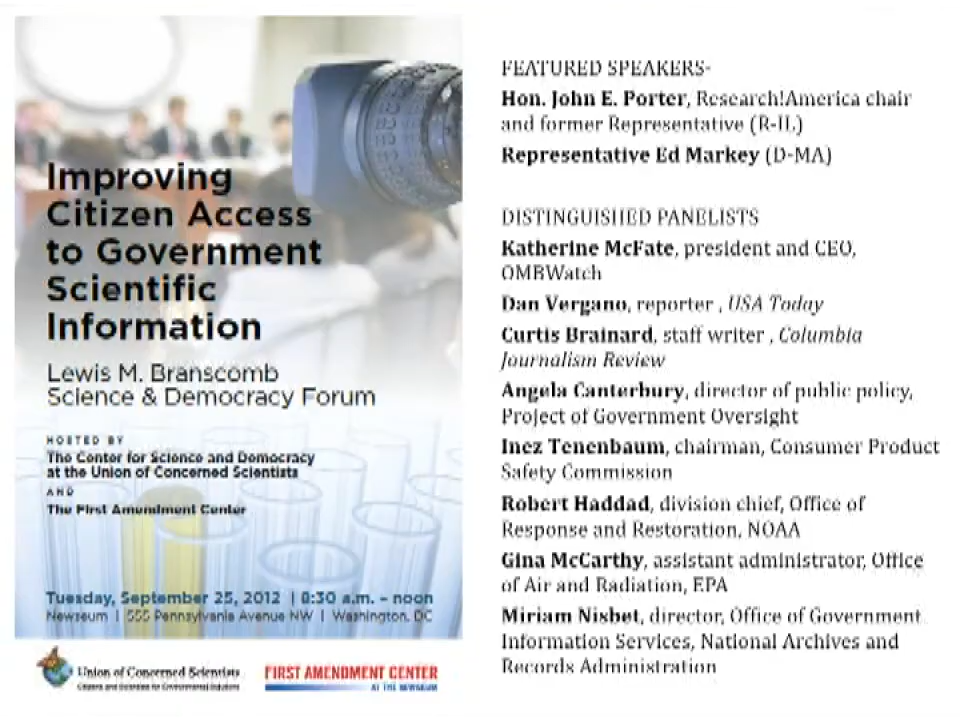 Improving
Citizen Access
to Government
Scientific
Information
Lewis M. Branscomb
Science & Democracy Forum
HOSTED BY
The Center for Science and Democracy
at the Union of Concerned Scientists
AND
The First Amendment Center
Tuesday, September 25, 2012 | 8:30 a.m. – noon
Newseum | 555 Pennsylvania Avenue NW | Washington, DC
Union of Concerned Scientists
Citizens and Scientists for Environmental Solutions
FIRST AMENDMENT CENTER
AT THE NEWSEUM
FEATURED SPEAKERS-
Hon. John E. Porter, Research!America chair
and former Representative (R-IL)
Representative Ed Markey (D-MA)
DISTINGUISHED PANELISTS
Katherine McFate, president and CEO,
OMBWatch
Dan Vergano, reporter , USA Today
Curtis Brainard, staff writer , Columbia
Journalism Review
Angela Canterbury, director of public policy,
Project of Government Oversight
Inez Tenenbaum, chairman, Consumer Product
Safety Commission
Robert Haddad, division chief, Office of
Response and Restoration, NOAA
Gina McCarthy, assistant administrator, Office
of Air and Radiation, EPA
Miriam Nisbet, director, Office of Government
Information Services, National Archives and
Records Administration